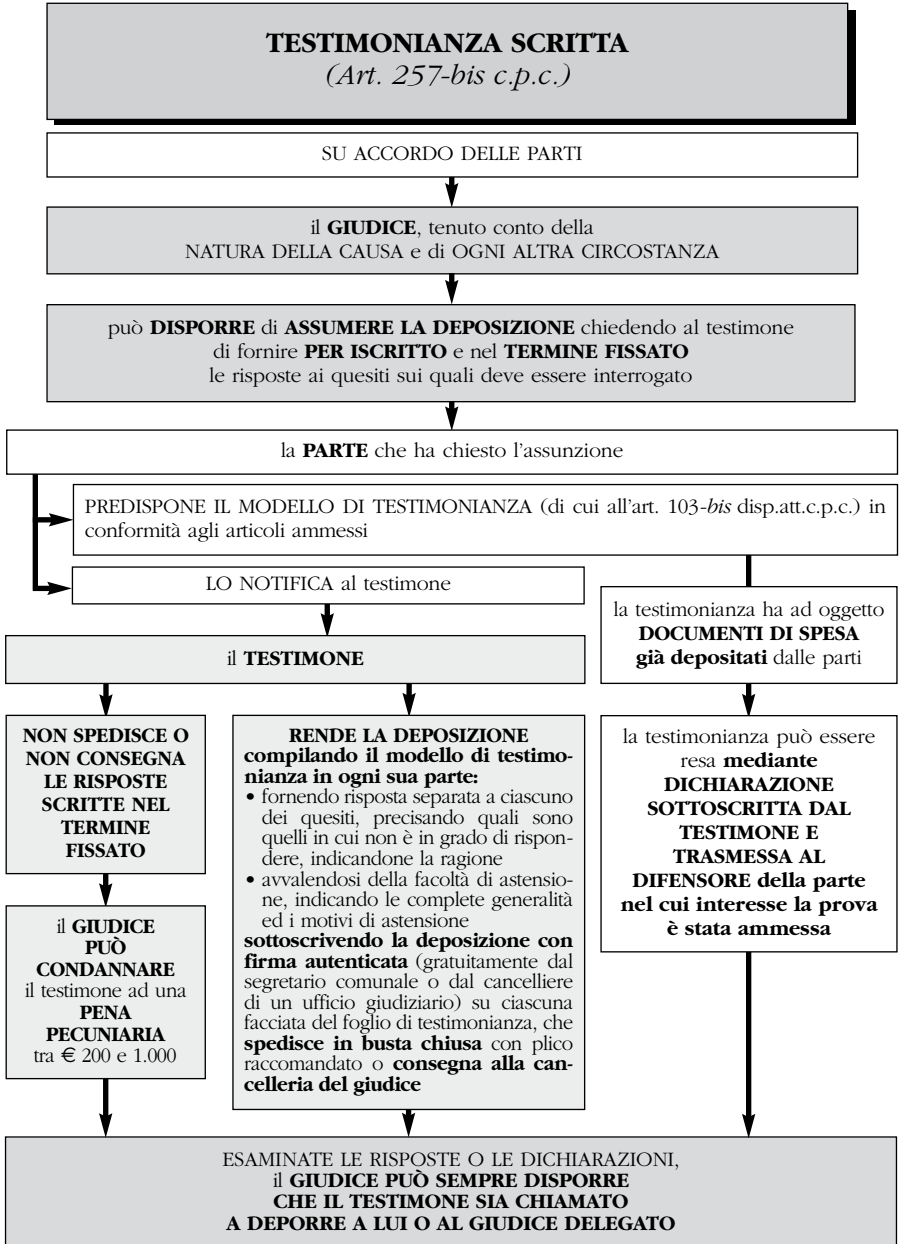 TESTIMONIANZA SCRITTA
(Art. 257-bis c.p.c.)
SU ACCORDO DELLE PARTI
il GIUDICE, tenuto conto della
NATURA DELLA CAUSA e di OGNI ALTRA CIRCOSTANZA
può DISPORRE di ASSUMERE LA DEPOSIZIONE chiedendo al testimone
di fornire PER ISCRITTO e nel TERMINE FISSATO
le risposte ai quesiti sui quali deve essere interrogato
la PARTE che ha chiesto l'assunzione
PREDISPONE IL MODELLO DI TESTIMONIANZA (di cui all'art. 103-bis disp.att.c.p.c.) in
conformità agli articoli ammessi
LO NOTIFICA al testimone
il TESTIMONE
NON SPEDISCE O
NON CONSEGNA
LE RISPOSTE
SCRITTE NEL
TERMINE
FISSATO
il GIUDICE
PUÒ
CONDANNARE
il testimone ad una
PENA
PECUNIARIA
tra € 200 e 1.000
RENDE LA DEPOSIZIONE
compilando il modello di testimo-
nianza in ogni sua parte:
• fornendo risposta separata a ciascuno
dei quesiti, precisando quali sono
quelli in cui non è in grado di rispon-
dere, indicandone la ragione
• avvalendosi della facoltà di astensio-
ne, indicando le complete generalità
ed i motivi di astensione
sottoscrivendo la deposizione con
firma autenticata (gratuitamente dal
segretario comunale o dal cancelliere
di un ufficio giudiziario) su ciascuna
facciata del foglio di testimonianza, che
spedisce in busta chiusa con plico
raccomandato o consegna alla can-
celleria del giudice
la testimonianza ha ad oggetto
DOCUMENTI DI SPESA
già depositati dalle parti
la testimonianza può essere
resa mediante
DICHIARAZIONE
SOTTOSCRITTA DAL
TESTIMONE E
TRASMESSA AL
DIFENSORE della parte
nel cui interesse la prova
è stata ammessa
ESAMINATE LE RISPOSTE O LE DICHIARAZIONI,
il GIUDICE PUÒ SEMPRE DISPORRE
CHE IL TESTIMONE SIA CHIAMATO
A DEPORRE A LUI O AL GIUDICE DELEGATO